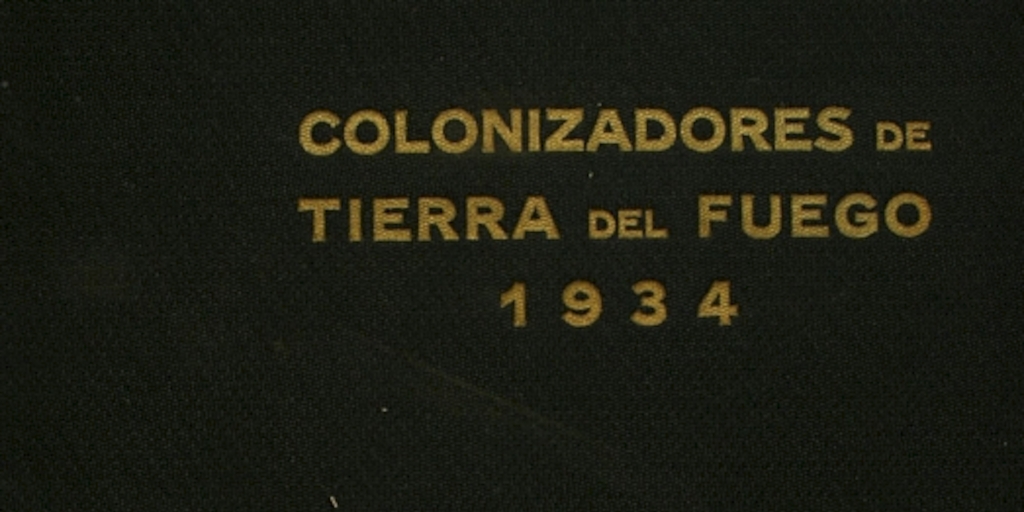 COLONIZADORES DE
TIERRA DEL FUEGO
1934